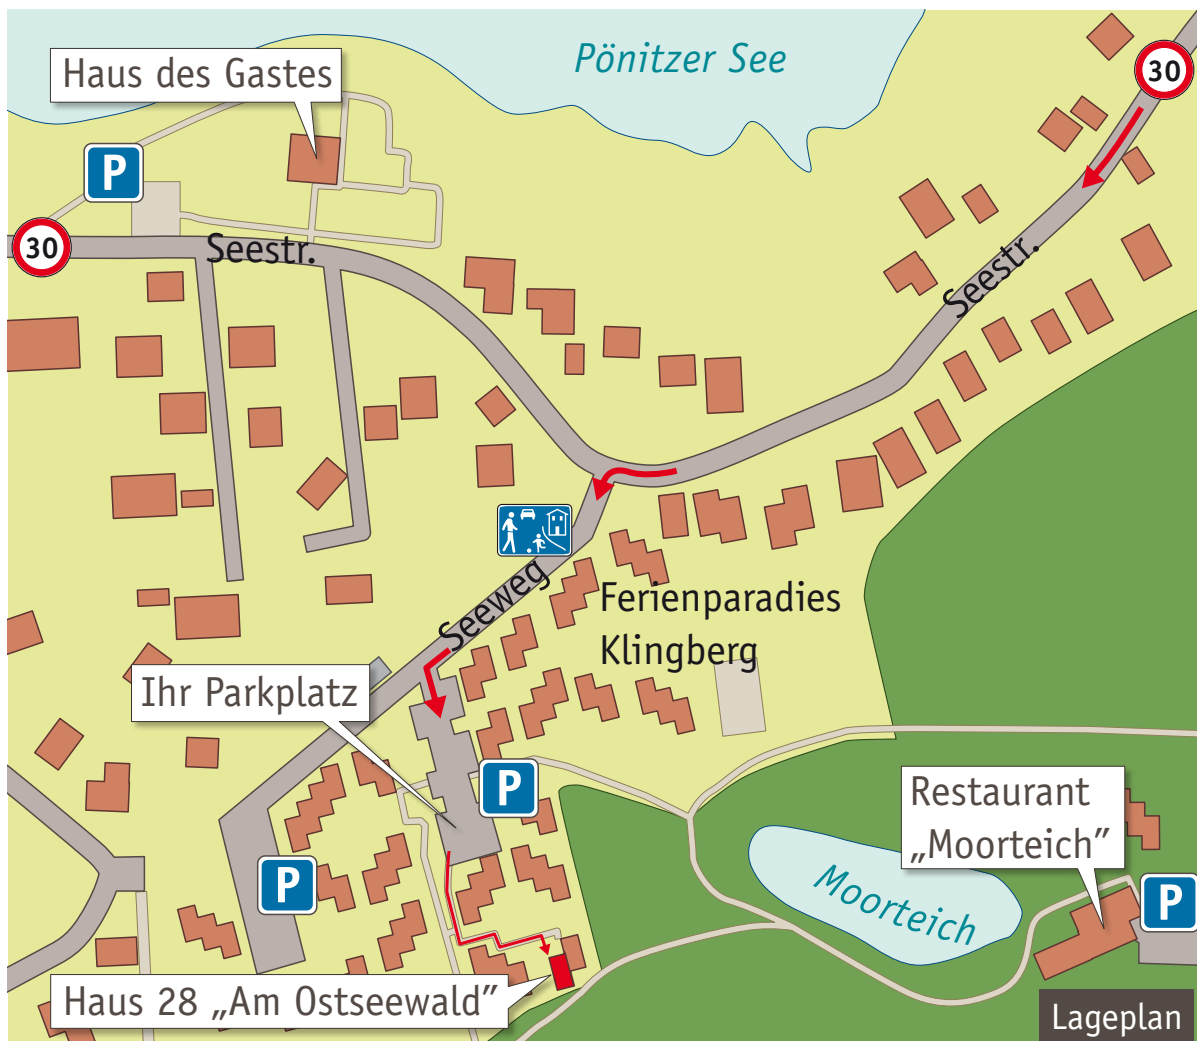 Pönitzer See
Haus des Gastes
30
P
30
Seestr.
Seestr.
Seeweg
Ferienparadies
Klingberg
Ihr Parkplatz
P
Restaurant
„Moorteich”
P
Moorteich
P
Haus 28 „Am Ostseewald”
Lageplan